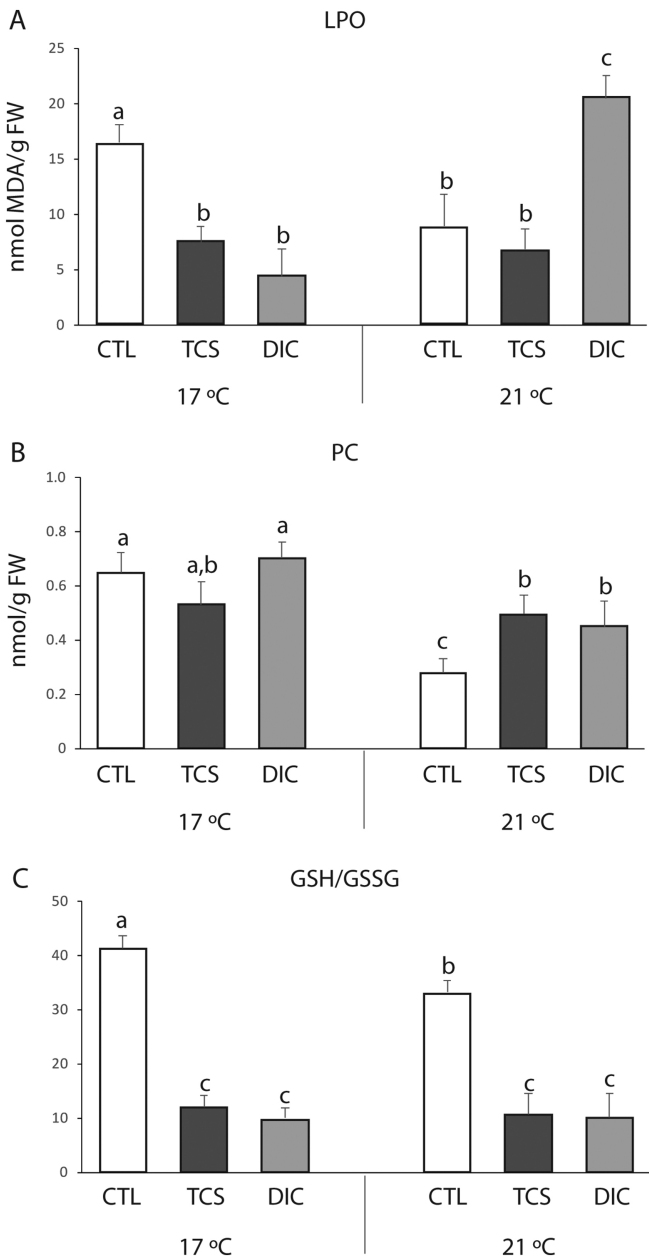 A
LPO
nmol MDA/g FW
25
20
15
10
5
0
a
b
b
b
b
c
CTL TCS DIC CTL TCS DIC
17 ºC 21 ºC
B
PC
nmol/g FW
1.0
0.8
0.6
0.4
0.2
0
a
a,b
a
c
b
b
CTL TCS DIC CTL TCS DIC
17 ºC 21 ºC
C
GSH/GSSG
50
40
30
20
10
0
a
c
c
b
c
c
CTL TCS DIC CTL TCS DIC
17 ºC 21 ºC